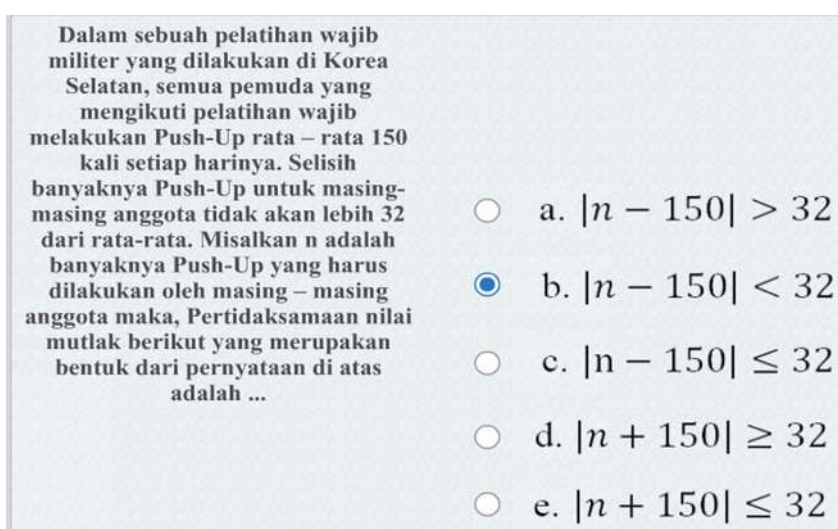 Dalam sebuah pelatihan wajib
militer yang dilakukan di Korea
Selatan, semua pemuda yang
mengikuti pelatihan wajib
melakukan Push-Up rata – rata 150
kali setiap harinya. Selisih
banyaknya Push-Up untuk masing-
masing anggota tidak akan lebih 32
dari rata-rata. Misalkan n adalah
banyaknya Push-Up yang harus
dilakukan oleh masing – masing
anggota maka, Pertidaksamaan nilai
mutlak berikut yang merupakan
bentuk dari pernyataan di atas
adalah ...
a. |n − 150| > 32
b. |n − 150| < 32
c. |n − 150| ≤ 32
d. |n + 150| ≥ 32
e. |n + 150| ≤ 32